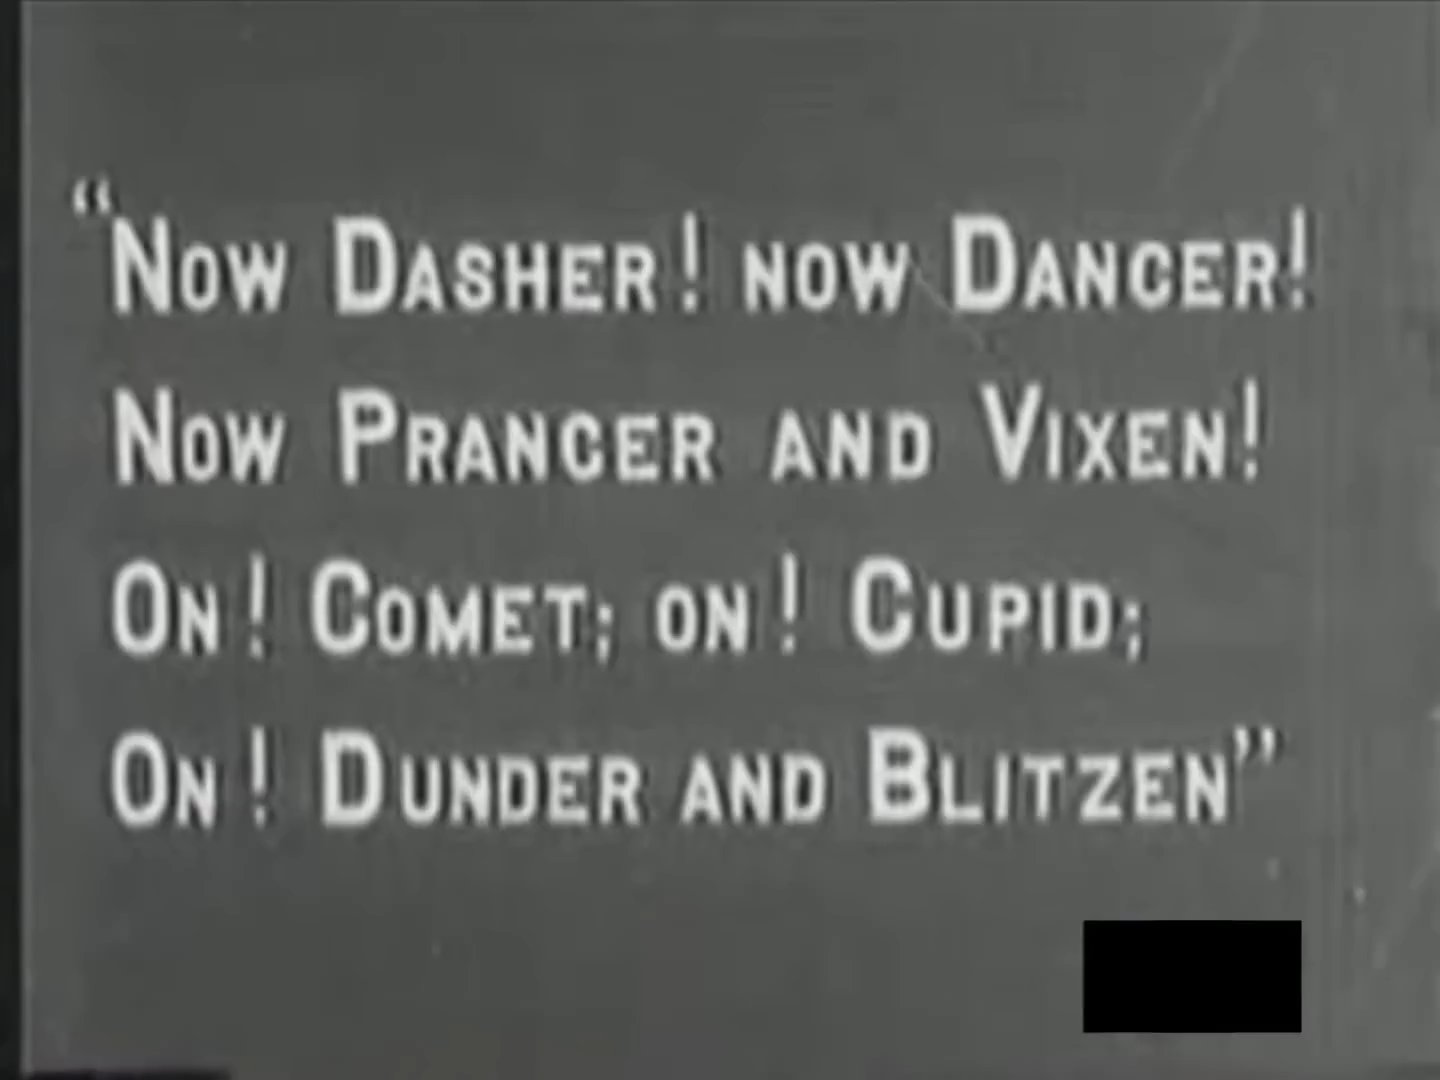 “Now Dasher! now Dancer!
Now Prancer and Vixen!
On! Comet; on! Cupid;
On! Dunder and Blitzen”